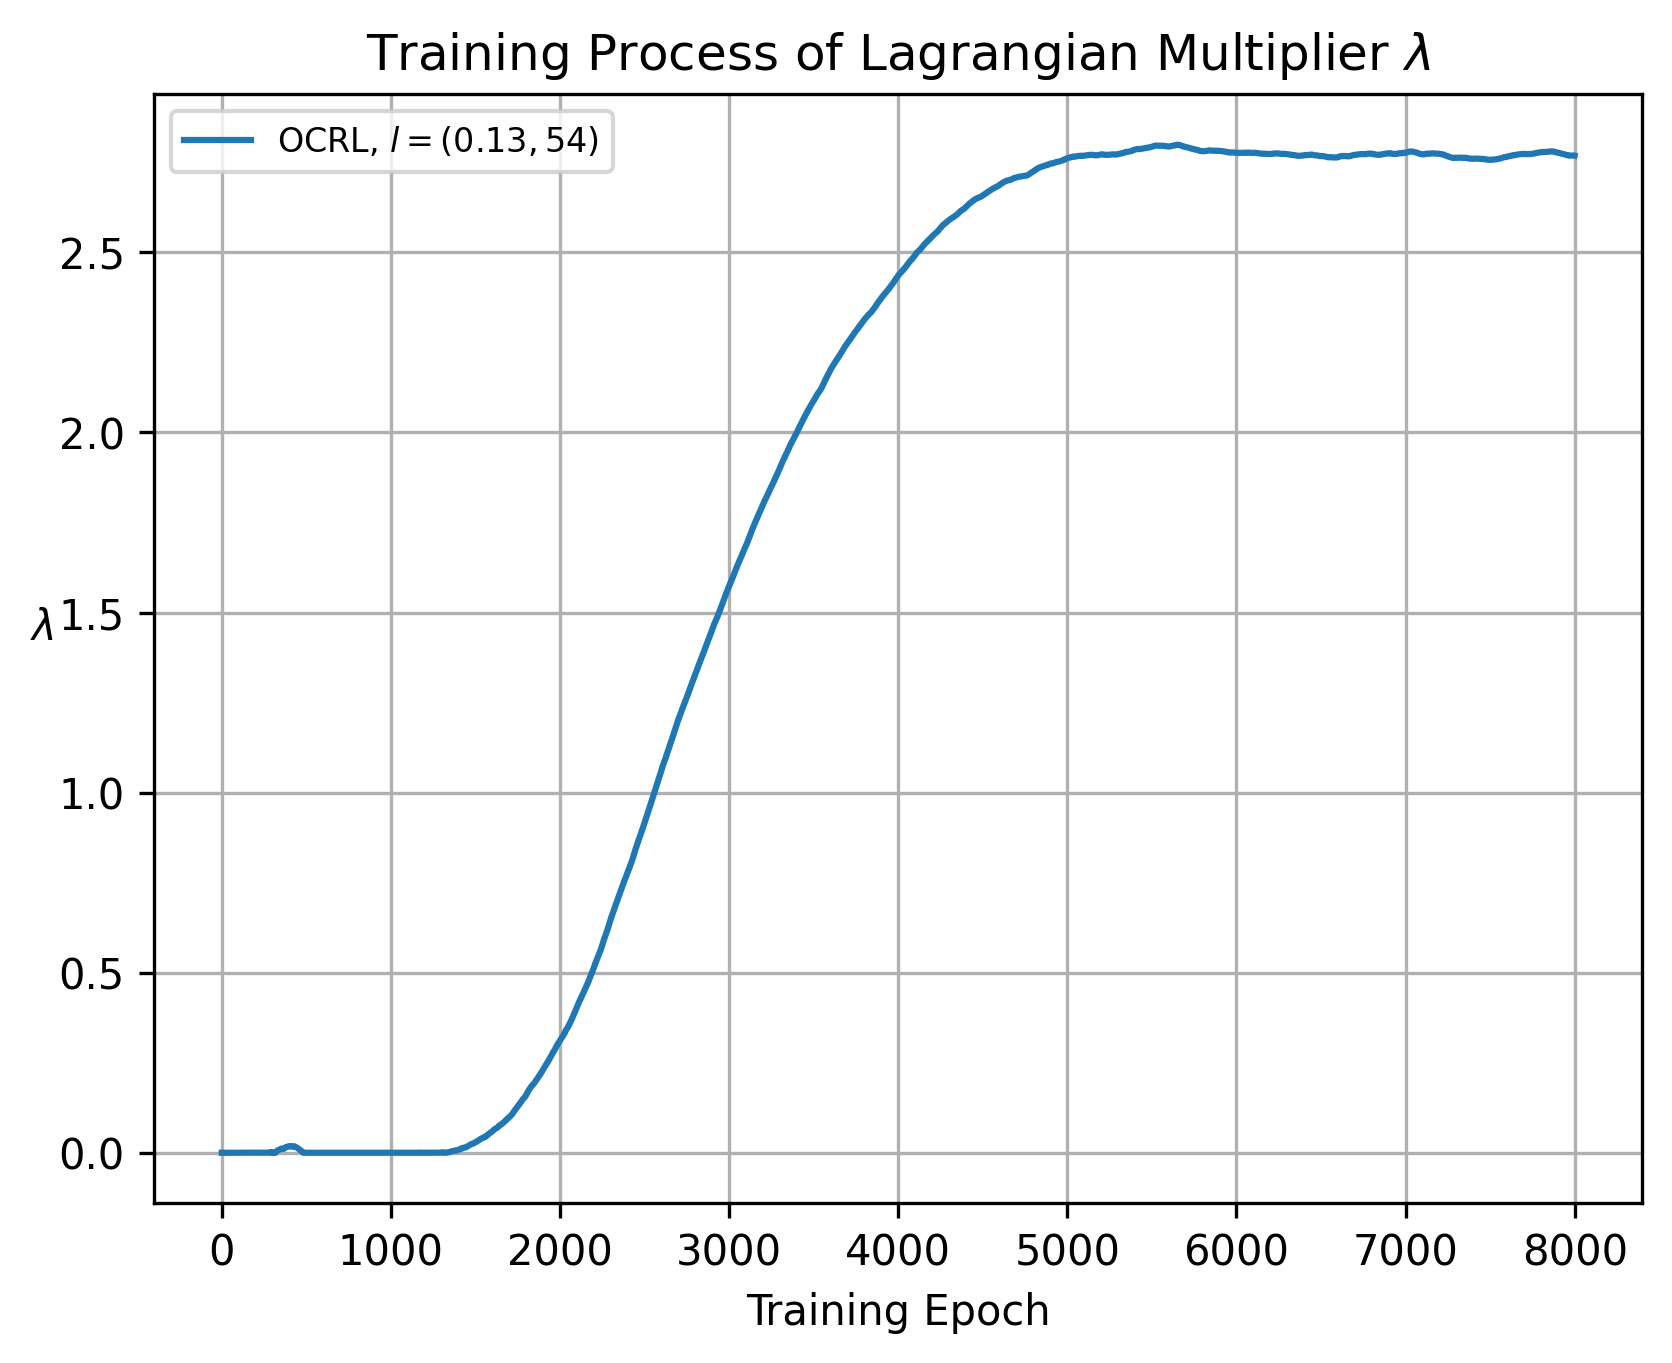 Training Process of Lagrangian Multiplier λ
OCRL, l = (0.13, 54)
2.5
2.0
1.5
1.0
0.5
0.0
λ
0 1000 2000 3000 4000 5000 6000 7000 8000
Training Epoch